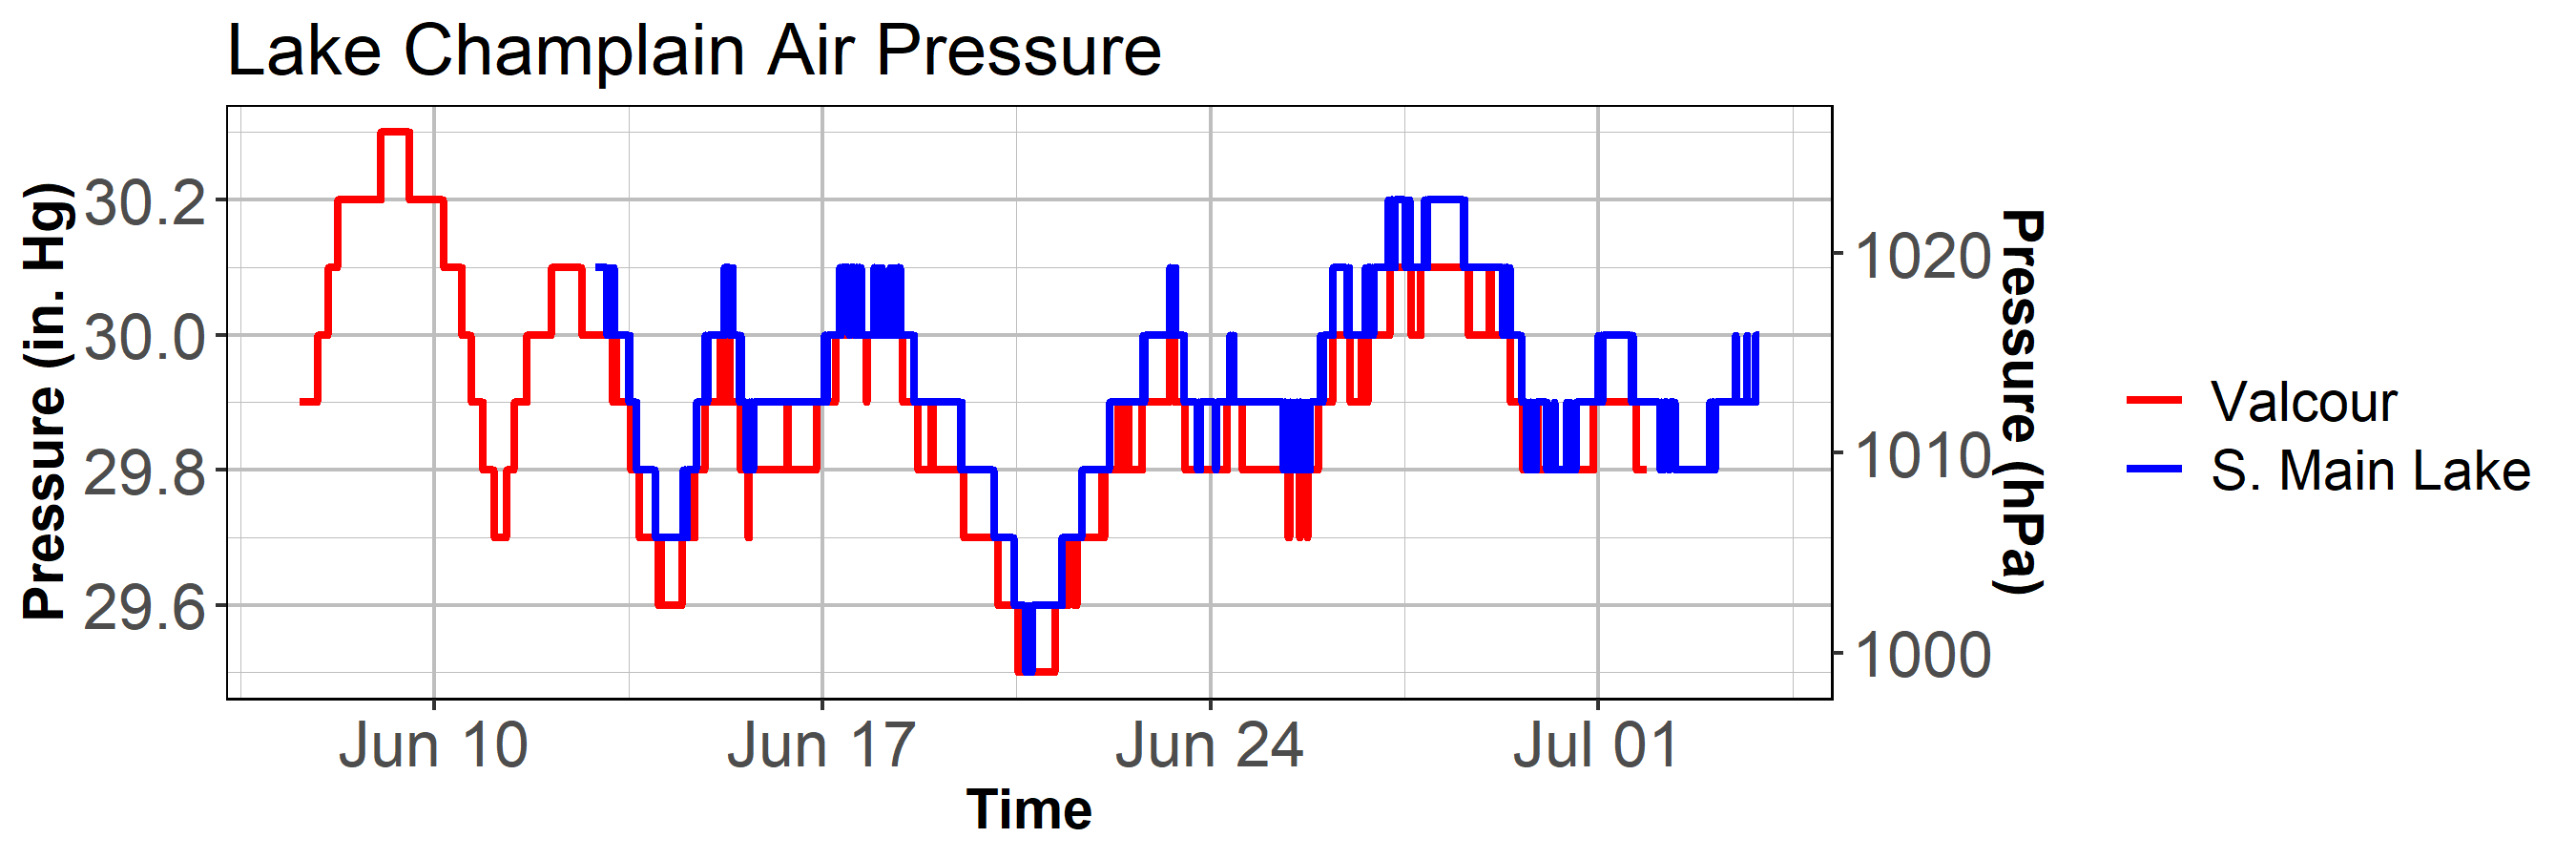 Lake Champlain Air Pressure
Pressure (in. Hg)
30.2
30.0
29.8
29.6
1020
1010
1000
Pressure (hPa)
Jun 10
Jun 17
Jun 24
Jul 01
Time
Valcour
S. Main Lake